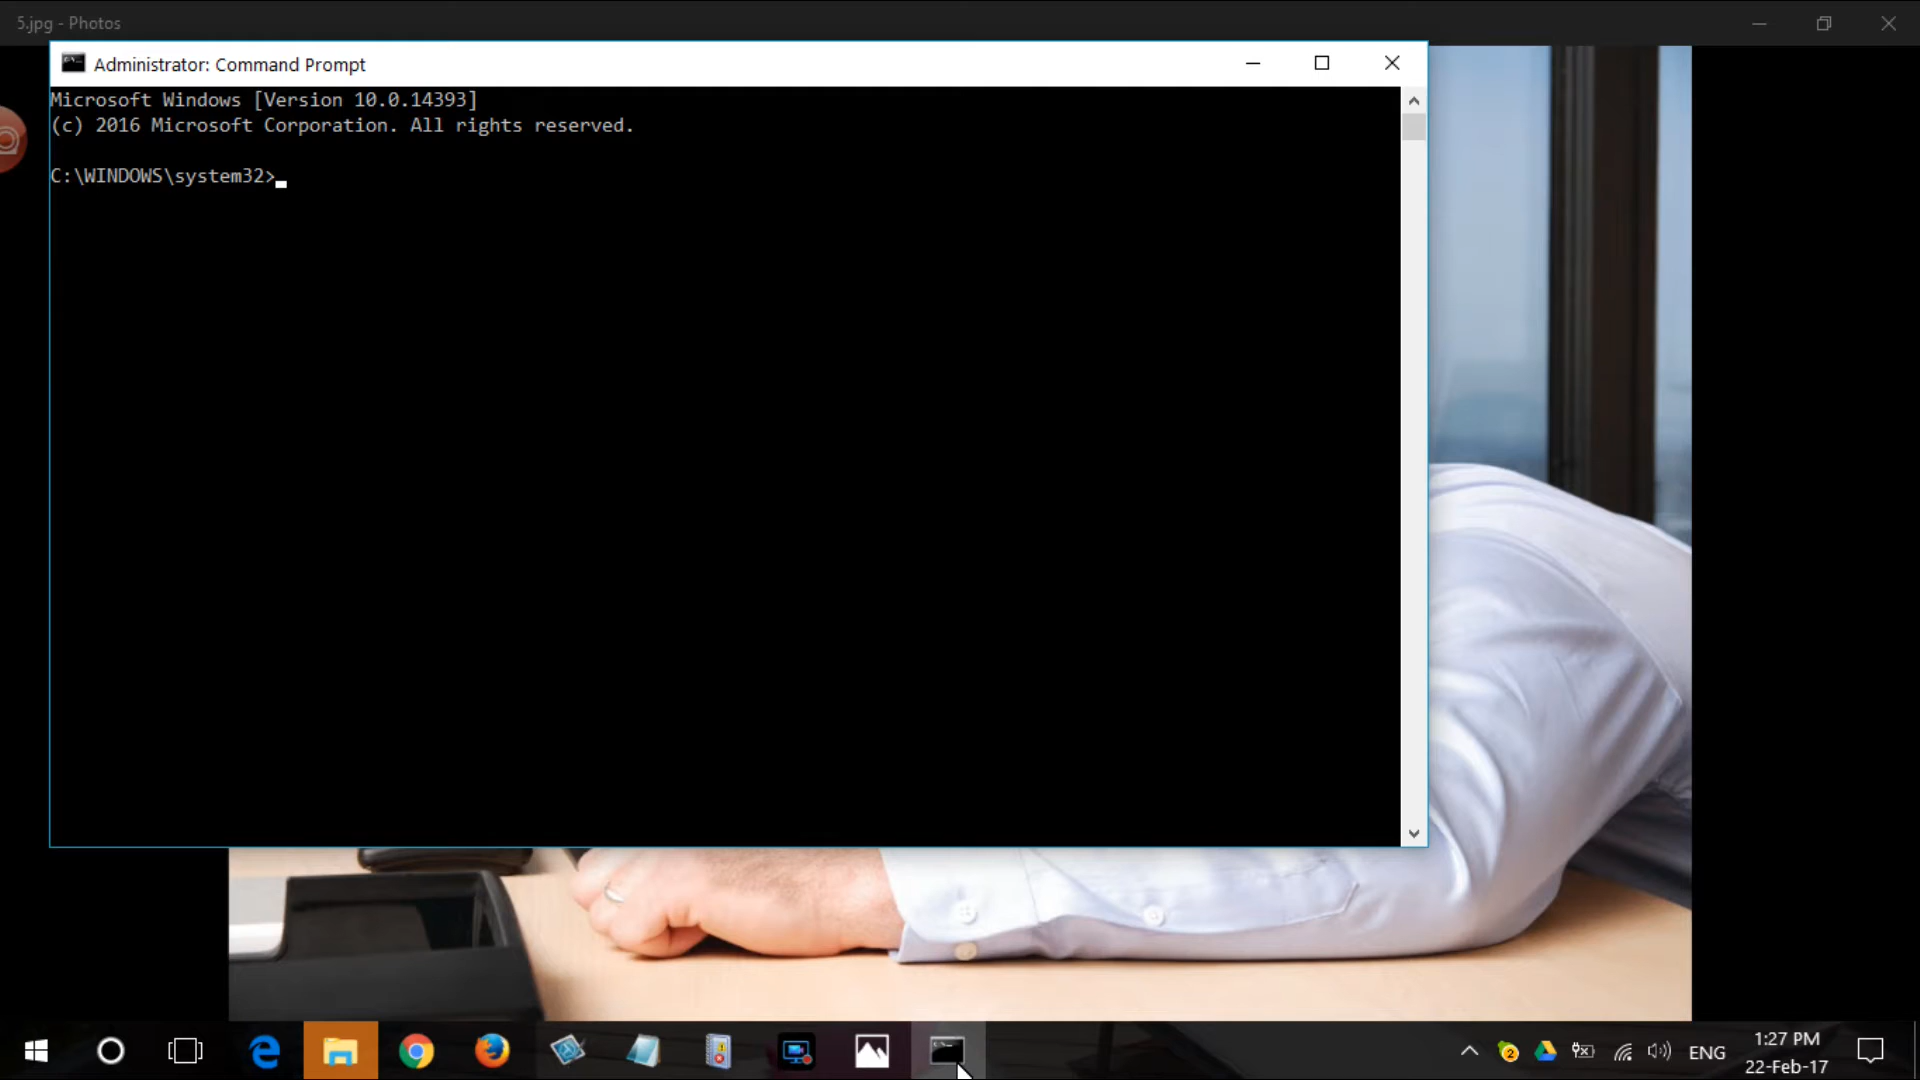 5.jpg - Photos
Administrator: Command Prompt
Microsoft Windows [Version 10.0.14393]
(c) 2016 Microsoft Corporation. All rights reserved.
C:\WINDOWS\system32>
2
ENG
1:27 PM
22-Feb-17